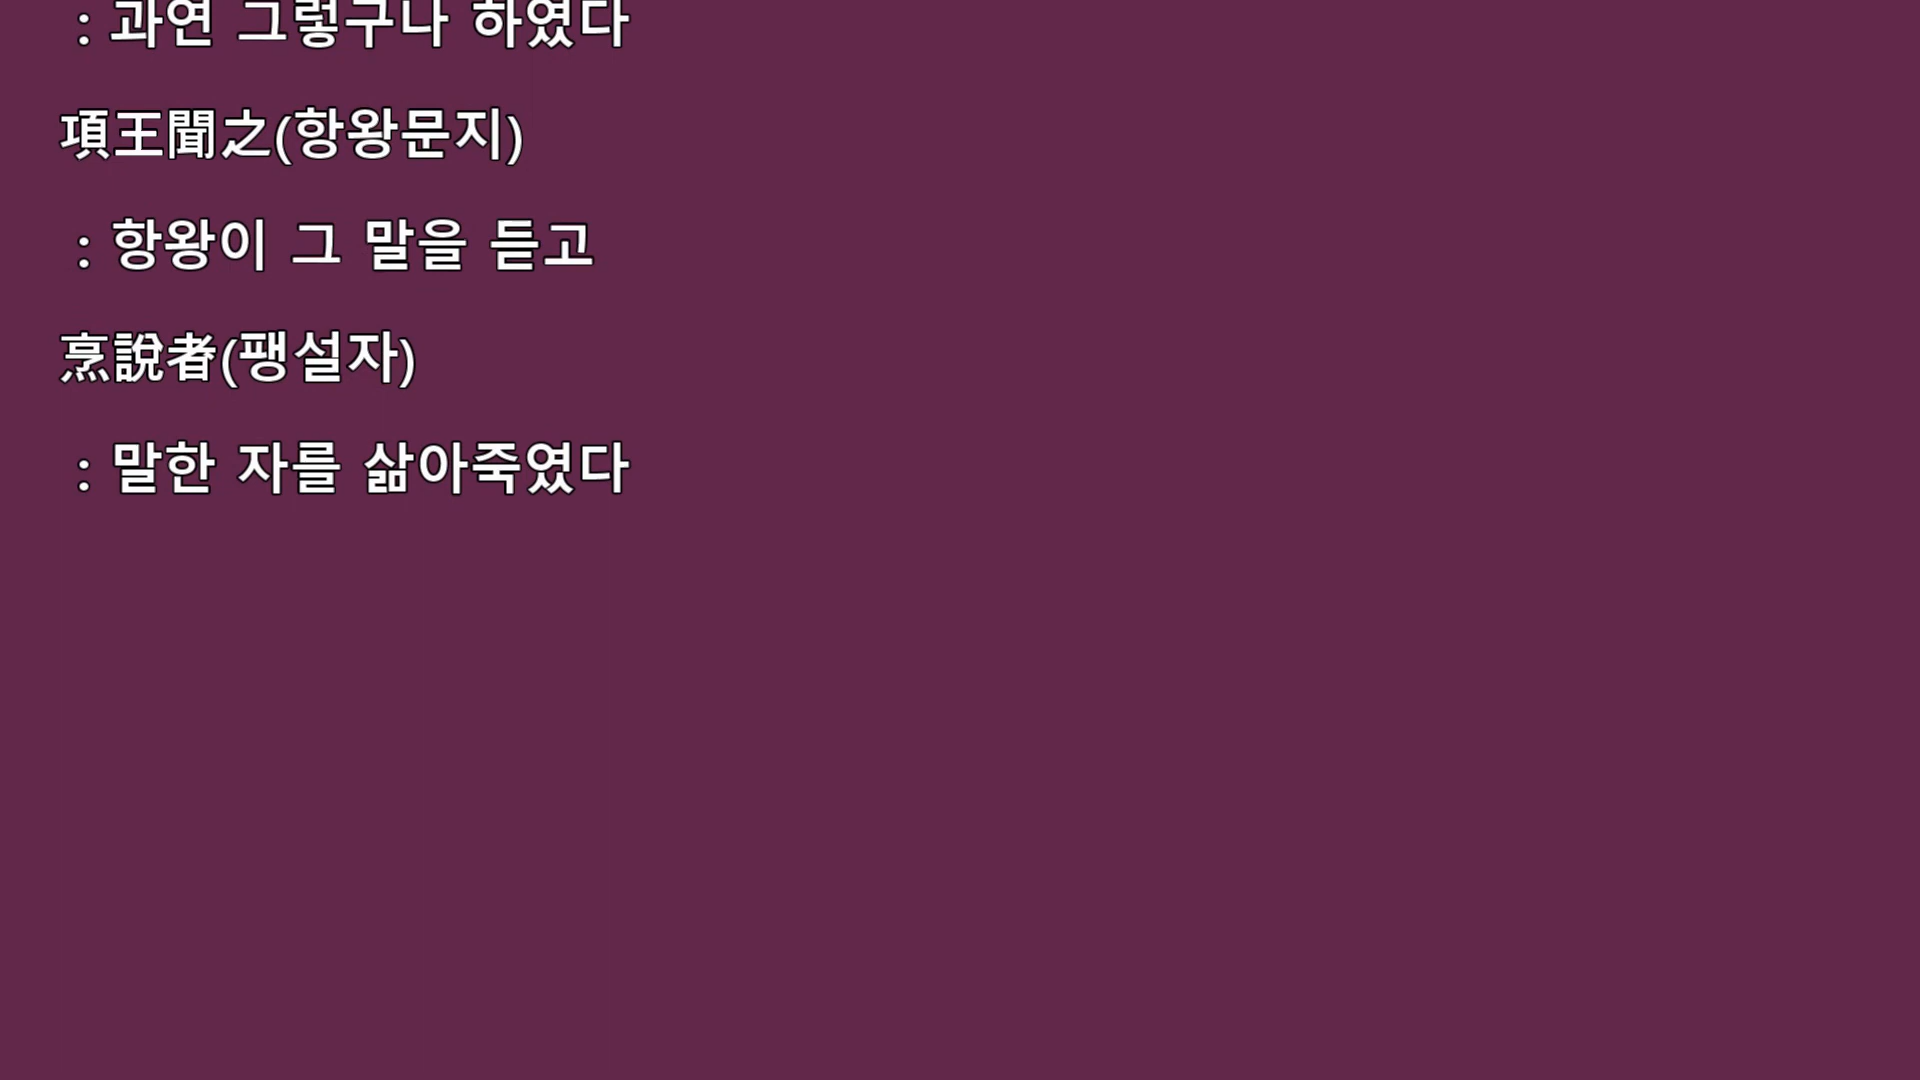 : 과연 그렇구나 하였다
項王聞之(항왕문지)
: 항왕이 그 말을 듣고
烹說者(팽설자)
: 말한 자를 삶아죽였다